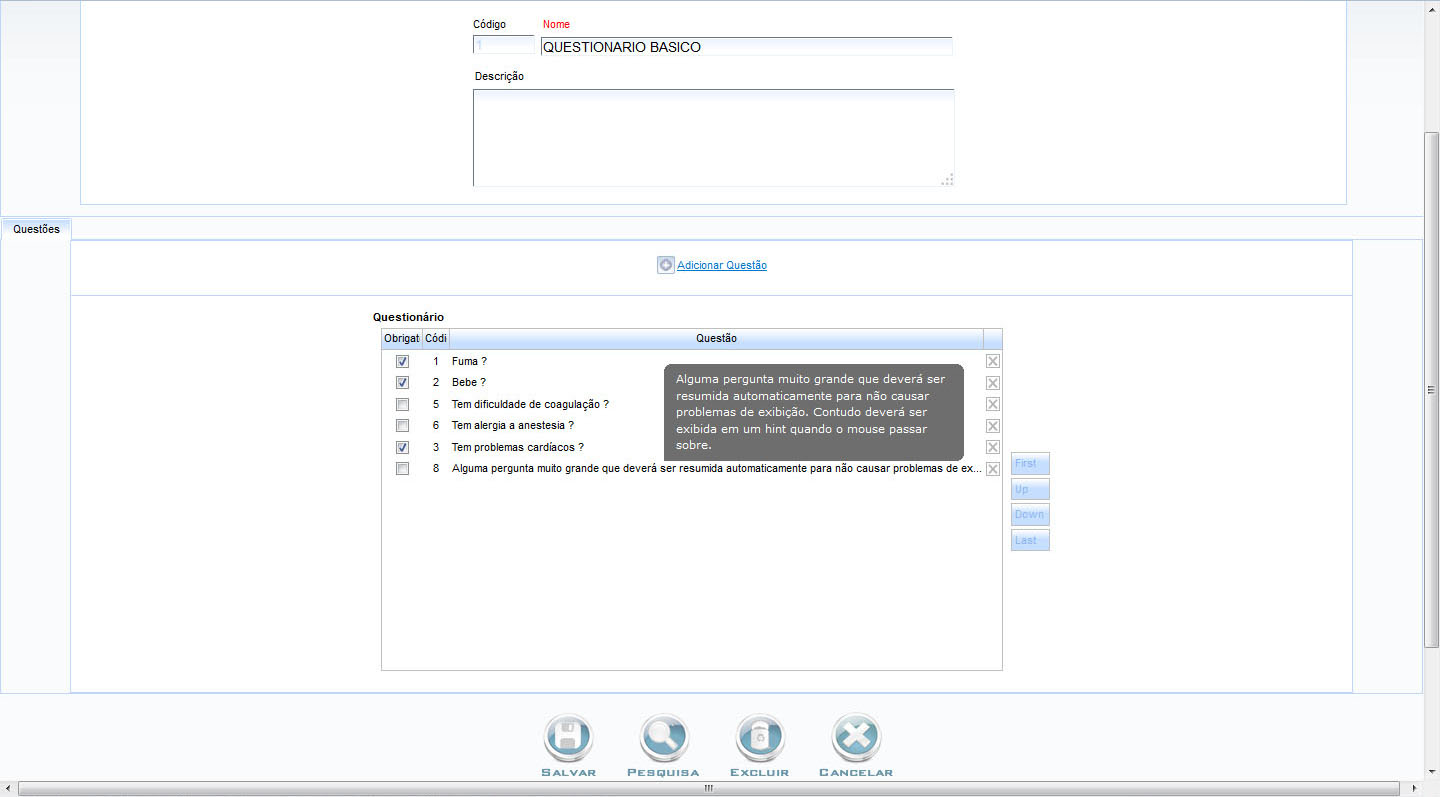 Código Nome
1 QUESTIONARIO BASICO
Descrição
Questões
Adicionar Questão
Questionário
Obrigat Códi Questão
1 Fuma ?
2 Bebe ?
5 Tem dificuldade de coagulação ?
6 Tem alergia a anestesia ?
3 Tem problemas cardíacos ?
8 Alguma pergunta muito grande que deverá ser resumida automaticamente para não causar problemas de ex...
Alguma pergunta muito grande que deverá ser
resumida automaticamente para não causar
problemas de exibição. Contudo deverá ser
exibida em um hint quando o mouse passar
sobre.
First
Up
Down
Last
SALVAR PESQUISA EXCLUIR CANCELAR